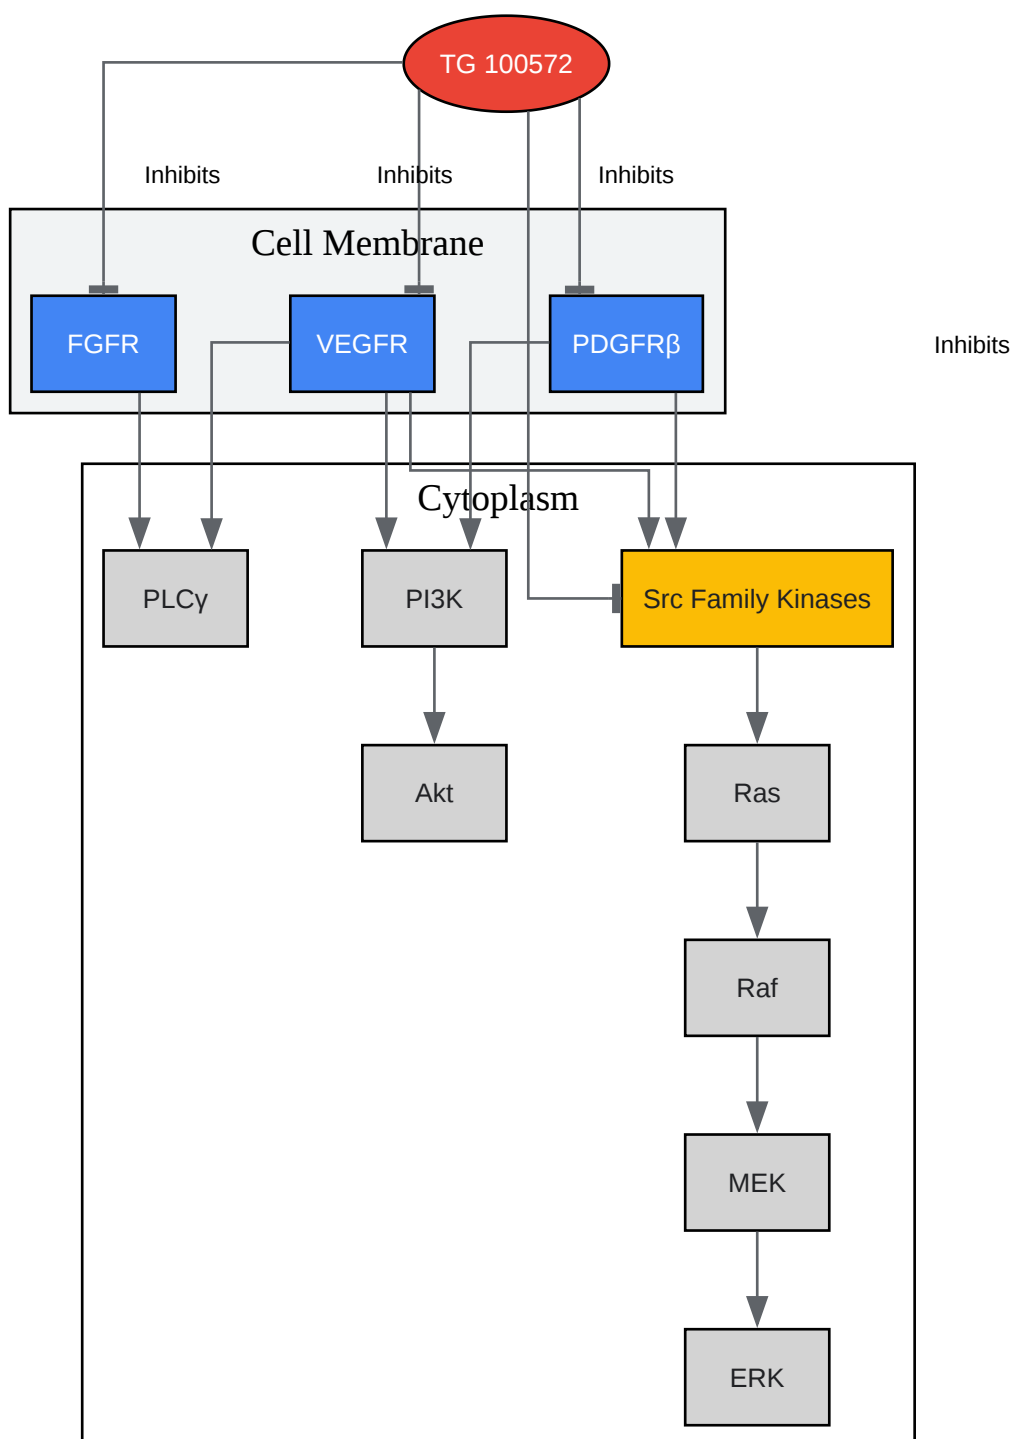 TG 100572
Inhibits
Inhibits
Inhibits
Cell Membrane
FGFR
VEGFR
PDGFRβ
Inhibits
Cytoplasm
PLCγ
PI3K
Src Family Kinases
Akt
Ras
Raf
MEK
ERK